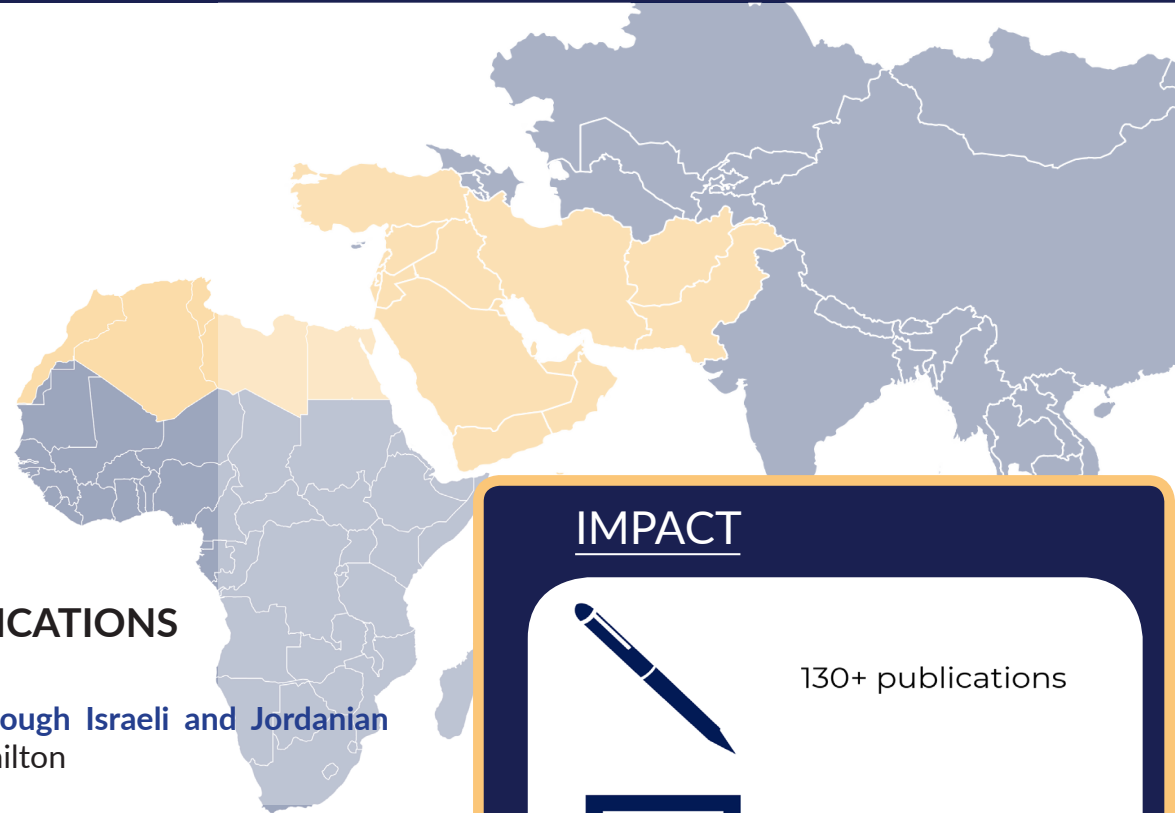 IMPACT
130+ publications
ICATIONS
ough Israeli and Jordanian
ilton